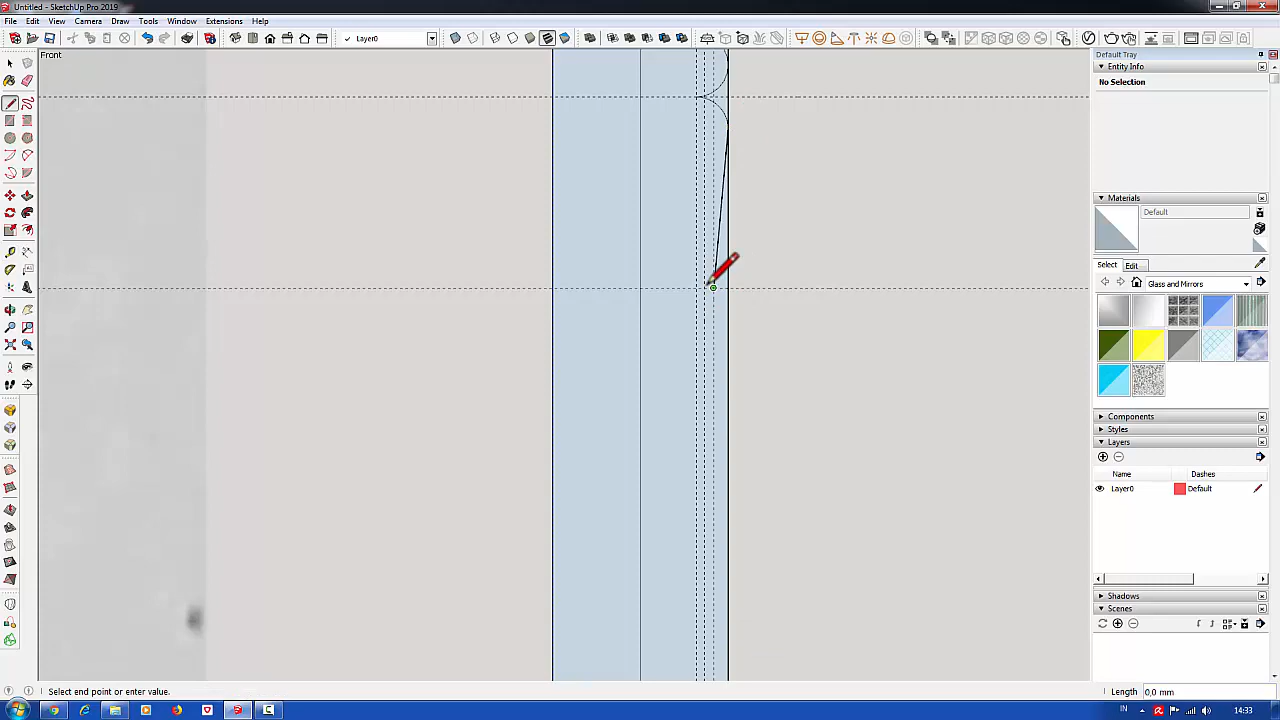 Untitled - SketchUp Pro 2019
File Edit View Camera Draw Tools Window Extensions Help
Layer0
Front
Default Tray
Entity Info
No Selection
Materials
Default
Select Edit
Glass and Mirrors
Components
Styles
Layers
Name Dashes
Layer0 Default
Shadows
Scenes
Select end point or enter value.
Length 0,0 mm
IN 14:33